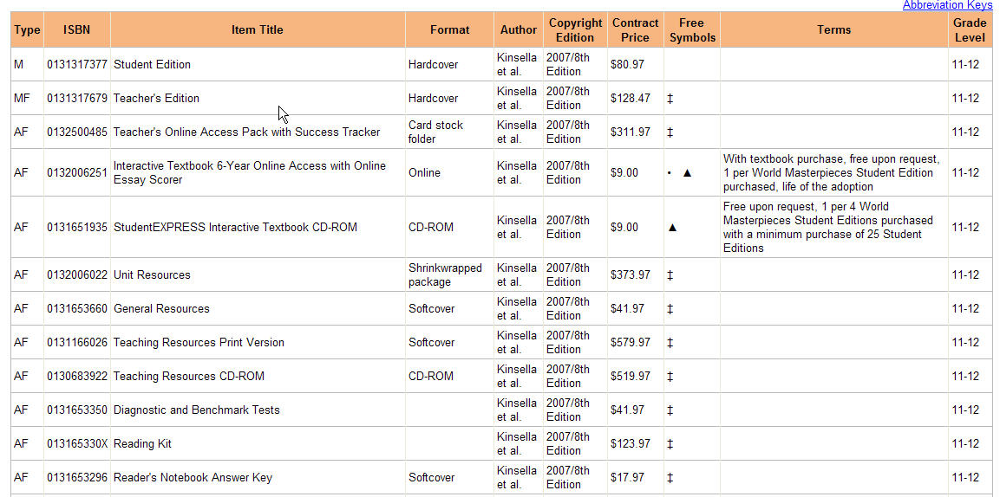 Abbreviation Keys
Type ISBN Item Title Format Author Copyright Edition Contract Price Free Symbols Terms Grade Level
M 0131317377 Student Edition Hardcover Kinsella et al. 2007/8th Edition $80.97 11-12
MF 0131317679 Teacher's Edition Hardcover Kinsella et al. 2007/8th Edition $128.47 ‡ 11-12
AF 0132500485 Teacher's Online Access Pack with Success Tracker Card stock folder Kinsella et al. 2007/8th Edition $311.97 ‡ 11-12
AF 0132006251 Interactive Textbook 6-Year Online Access with Online Essay Scorer Online Kinsella et al. 2007/8th Edition $9.00 • ▲ With textbook purchase, free upon request, 1 per World Masterpieces Student Edition purchased, life of the adoption 11-12
AF 0131651935 StudentEXPRESS Interactive Textbook CD-ROM CD-ROM Kinsella et al. 2007/8th Edition $9.00 ▲ Free upon request, 1 per 4 World Masterpieces Student Editions purchased with a minimum purchase of 25 Student Editions 11-12
AF 0132006022 Unit Resources Shrinkwrapped package Kinsella et al. 2007/8th Edition $373.97 ‡ 11-12
AF 0131653660 General Resources Softcover Kinsella et al. 2007/8th Edition $41.97 ‡ 11-12
AF 0131166026 Teaching Resources Print Version Softcover Kinsella et al. 2007/8th Edition $579.97 ‡ 11-12
AF 0130683922 Teaching Resources CD-ROM CD-ROM Kinsella et al. 2007/8th Edition $519.97 ‡ 11-12
AF 0131653350 Diagnostic and Benchmark Tests Kinsella et al. 2007/8th Edition $41.97 ‡ 11-12
AF 013165330X Reading Kit Kinsella et al. 2007/8th Edition $123.97 ‡ 11-12
AF 0131653296 Reader's Notebook Answer Key Softcover Kinsella et al. 2007/8th Edition $17.97 ‡ 11-12